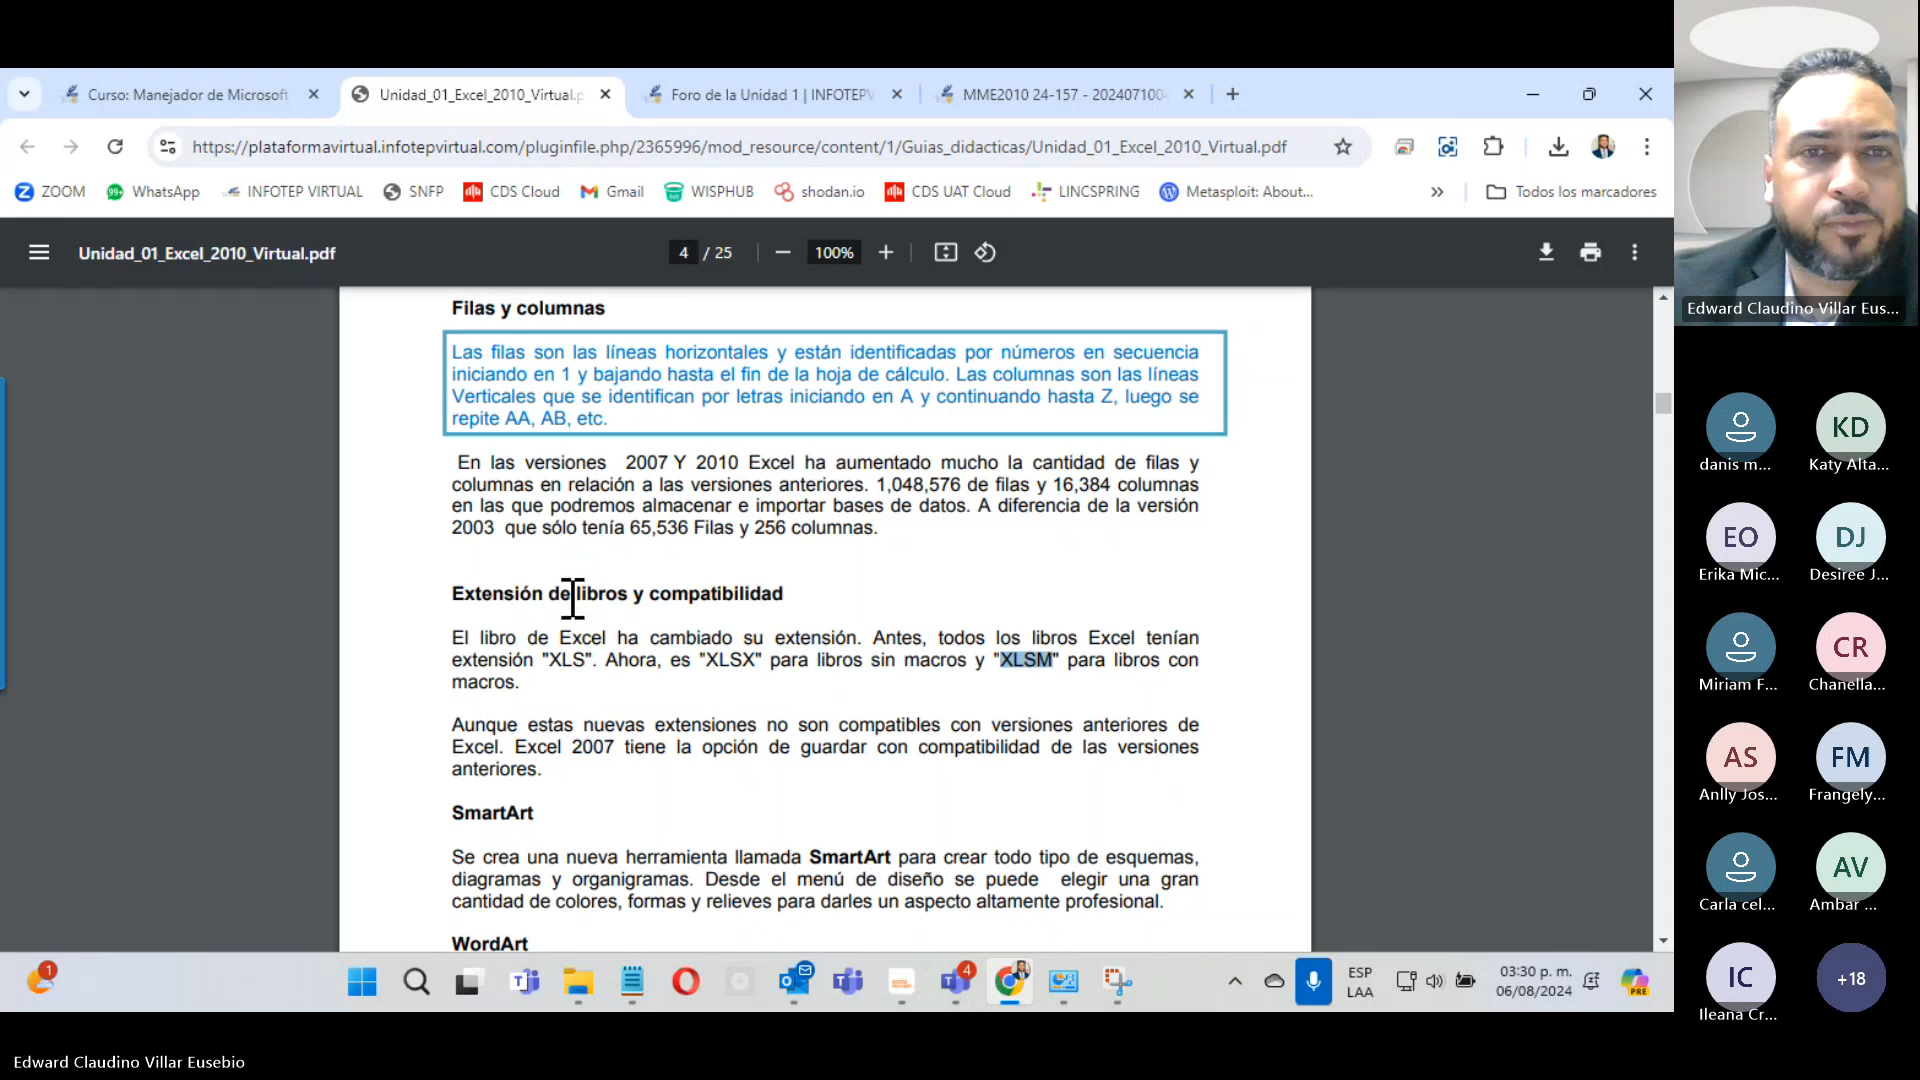 Curso: Manejador de Microsoft
Unidad_01_Excel_2010_Virtual.p
Foro de la Unidad 1 | INFOTEPV
MME2010 24-157 - 202407100
https://plataformavirtual.infotepvirtual.com/pluginfile.php/2365996/mod_resource/content/1/Guias_didacticas/Unidad_01_Excel_2010_Virtual.pdf
ZOOM
99+
WhatsApp
INFOTEP VIRTUAL
SNFP
CDS Cloud
Gmail
WISPHUB
shodan.io
CDS UAT Cloud
LINCSPRING
Metasploit: About...
Todos los marcadores
Unidad_01_Excel_2010_Virtual.pdf
4 / 25
100%
Filas y columnas
Las filas son las líneas horizontales y están identificadas por números en secuencia
iniciando en 1 y bajando hasta el fin de la hoja de cálculo. Las columnas son las líneas
Verticales que se identifican por letras iniciando en A y continuando hasta Z, luego se
repite AA, AB, etc.
En las versiones 2007 Y 2010 Excel ha aumentado mucho la cantidad de filas y
columnas en relación a las versiones anteriores. 1,048,576 de filas y 16,384 columnas
en las que podremos almacenar e importar bases de datos. A diferencia de la versión
2003 que sólo tenía 65,536 Filas y 256 columnas.
Extensión de libros y compatibilidad
El libro de Excel ha cambiado su extensión. Antes, todos los libros Excel tenían
extensión "XLS". Ahora, es "XLSX" para libros sin macros y "XLSM" para libros con
macros.
Aunque estas nuevas extensiones no son compatibles con versiones anteriores de
Excel. Excel 2007 tiene la opción de guardar con compatibilidad de las versiones
anteriores.
SmartArt
Se crea una nueva herramienta llamada SmartArt para crear todo tipo de esquemas,
diagramas y organigramas. Desde el menú de diseño se puede elegir una gran
cantidad de colores, formas y relieves para darles un aspecto altamente profesional.
WordArt
1
4
ESP
LAA
03:30 p. m.
06/08/2024
PRE
Edward Claudino Villar Eus...
danis m...
KD
Katy Alta...
EO
Erika Mic...
DJ
Desiree J...
Miriam F...
CR
Chanella...
AS
Anlly Jos...
FM
Frangely...
Carla cel...
AV
Ambar ...
IC
Ileana Cr...
+18
Edward Claudino Villar Eusebio